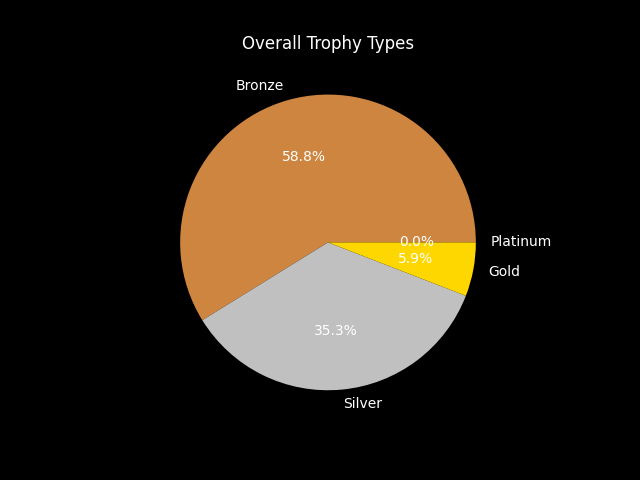 Overall Trophy Types
Bronze
58.8%
0.0%
Platinum
5.9%
Gold
35.3%
Silver